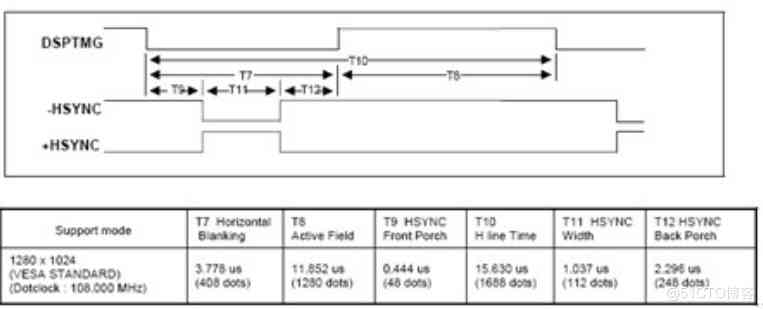 DSPTMG
T10
T7
T8
T9
T11
T12
-HSYNC
+HSYNC
Support mode
T7 Horizontal
Blanking
T8
Active Field
T9 HSYNC
Front Porch
T10
H line Time
T11 HSYNC
Width
T12 HSYNC
Back Porch
1280 x 1024
(VESA STANDARD)
(Dotclock : 108.000 MHz)
3.778 us
(408 dots)
11.852 us
(1280 dots)
0.444 us
(48 dots)
15.630 us
(1688 dots)
1.037 us
(112 dots)
2.296 us
(248 dots)
@51CTO博客